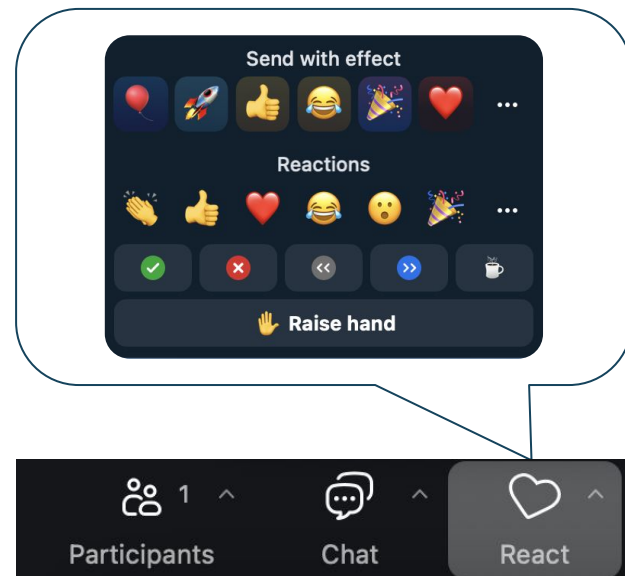 Send with effect
Reactions
Raise hand
1
Participants
Chat
React